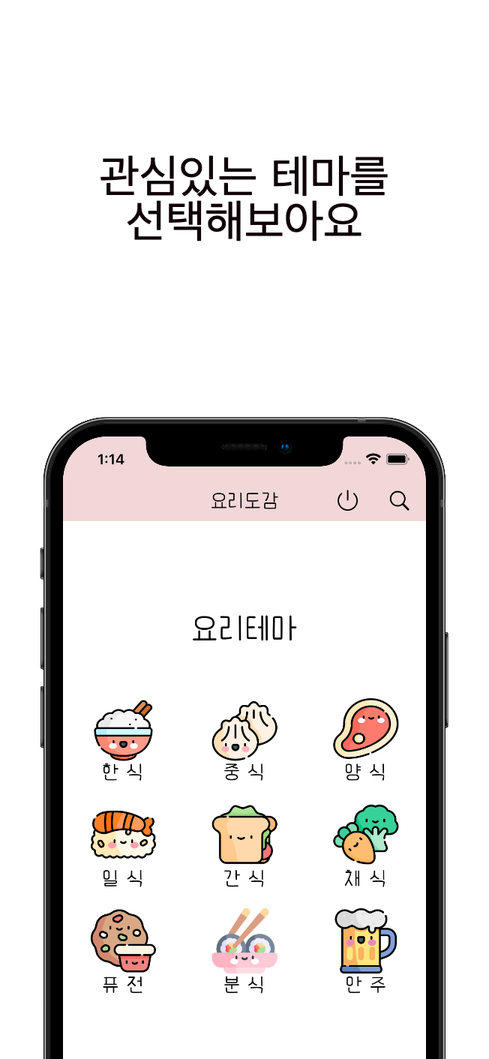 관심있는 테마를
선택해보아요
1:14
요리도감
요리테마
한식 중식 양식
일식 간식 채식
퓨전 분식 안주